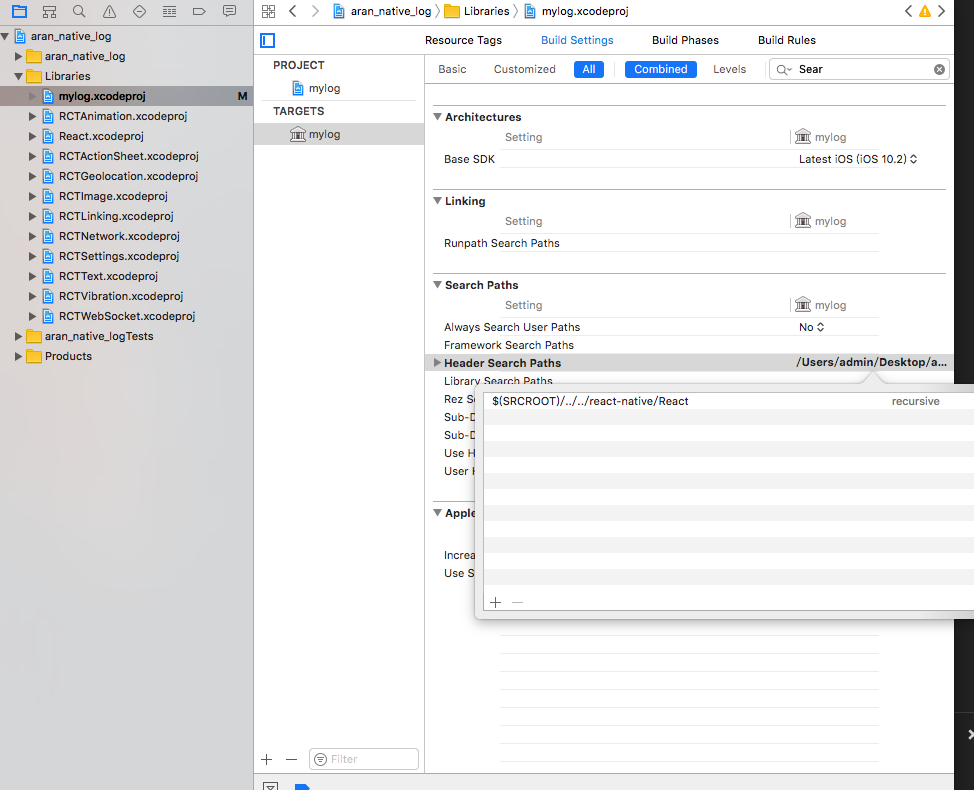 aran_native_log
aran_native_log
Libraries
mylog.xcodeproj M
RCTAnimation.xcodeproj
React.xcodeproj
RCTActionSheet.xcodeproj
RCTGeolocation.xcodeproj
RCTImage.xcodeproj
RCTLinking.xcodeproj
RCTNetwork.xcodeproj
RCTSettings.xcodeproj
RCTText.xcodeproj
RCTVibration.xcodeproj
RCTWebSocket.xcodeproj
aran_native_logTests
Products
aran_native_log Libraries mylog.xcodeproj
Resource Tags Build Settings Build Phases Build Rules
PROJECT
mylog
TARGETS
mylog
Filter
Basic Customized All Combined Levels Sear
Architectures
Setting mylog
Base SDK Latest iOS (iOS 10.2)
Linking
Setting mylog
Runpath Search Paths
Search Paths
Setting mylog
Always Search User Paths No
Framework Search Paths
Header Search Paths /Users/admin/Desktop/a...
Library Search Paths
Rez Se
Sub-D
Sub-D
Use H
User H
Apple
Increa
Use S
$(SRCROOT)/../../react-native/React recursive